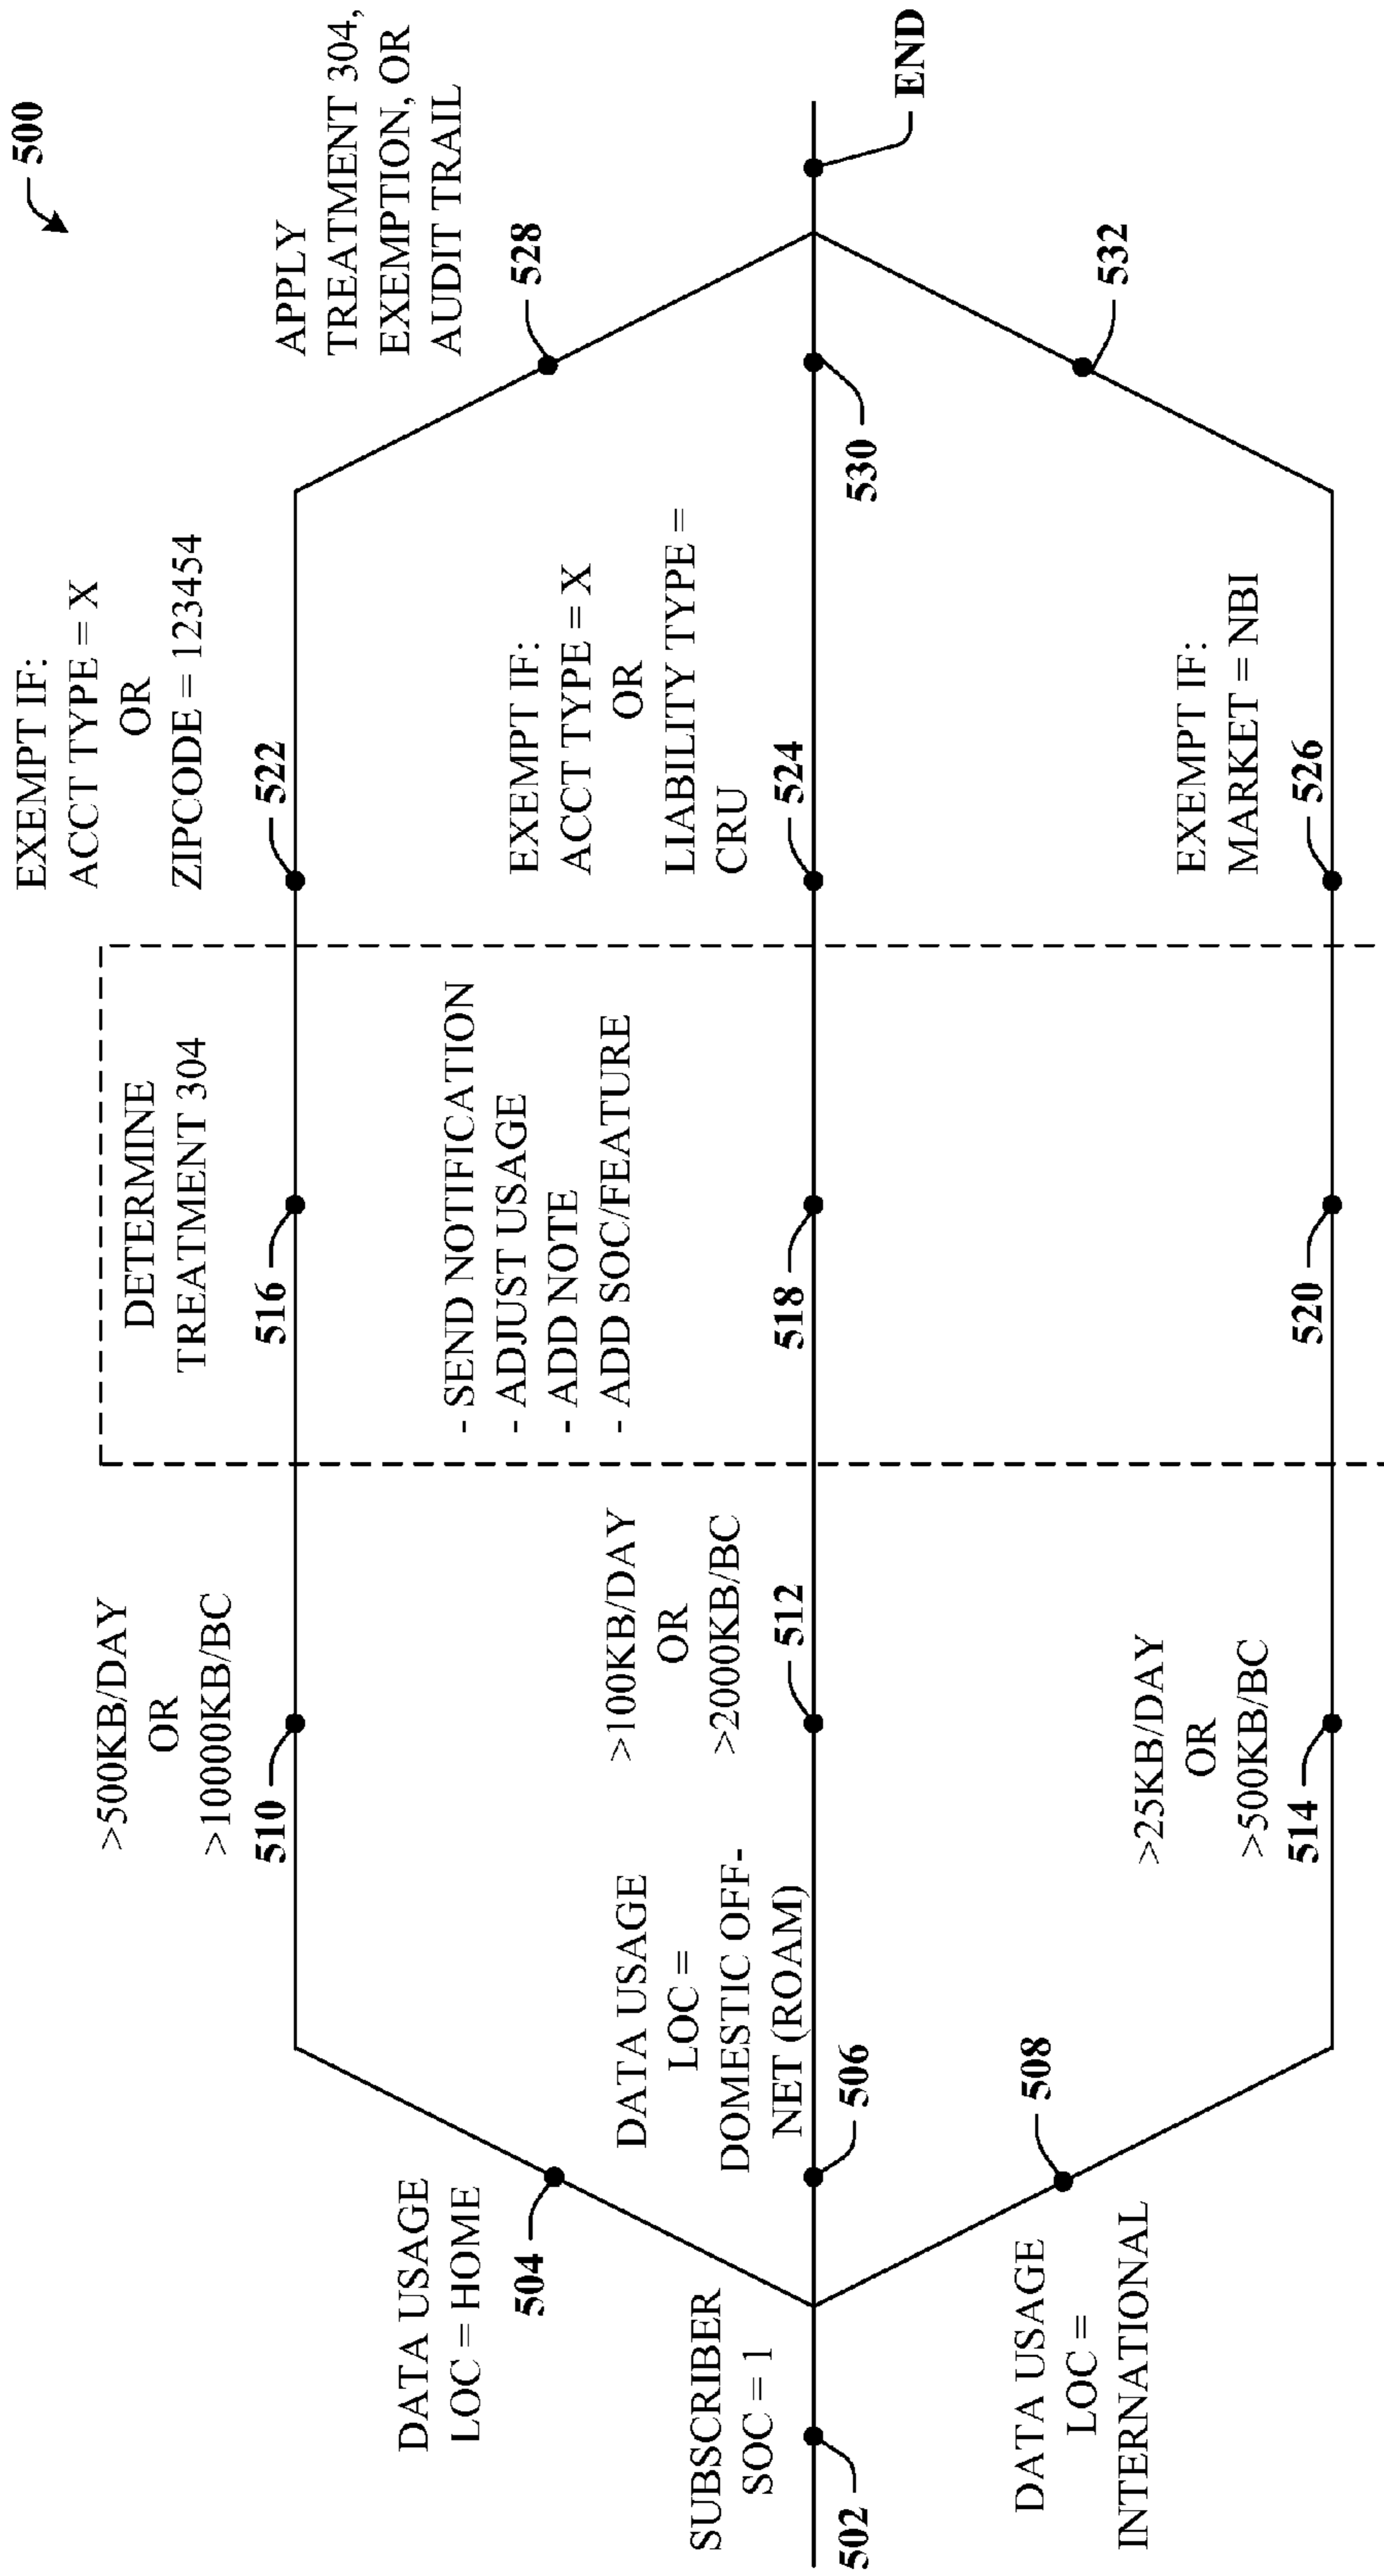 500
EXEMPT IF:
ACCT TYPE = X
OR
ZIPCODE = 123454
522
APPLY
TREATMENT 304,
EXEMPTION, OR
AUDIT TRAIL
528
DETERMINE
TREATMENT 304
516
>500KB/DAY
OR
>10000KB/BC
510
DATA USAGE
LOC = HOME
504
SUBSCRIBER
SOC = 1
502
DATA USAGE
LOC =
DOMESTIC OFF-
NET (ROAM)
506
>100KB/DAY
OR
>2000KB/BC
512
- SEND NOTIFICATION
- ADJUST USAGE
- ADD NOTE
- ADD SOC/FEATURE
518
EXEMPT IF:
ACCT TYPE = X
OR
LIABILITY TYPE =
CRU
524
530
END
DATA USAGE
LOC =
INTERNATIONAL
508
>25KB/DAY
OR
>500KB/BC
514
520
EXEMPT IF:
MARKET = NBI
526
532